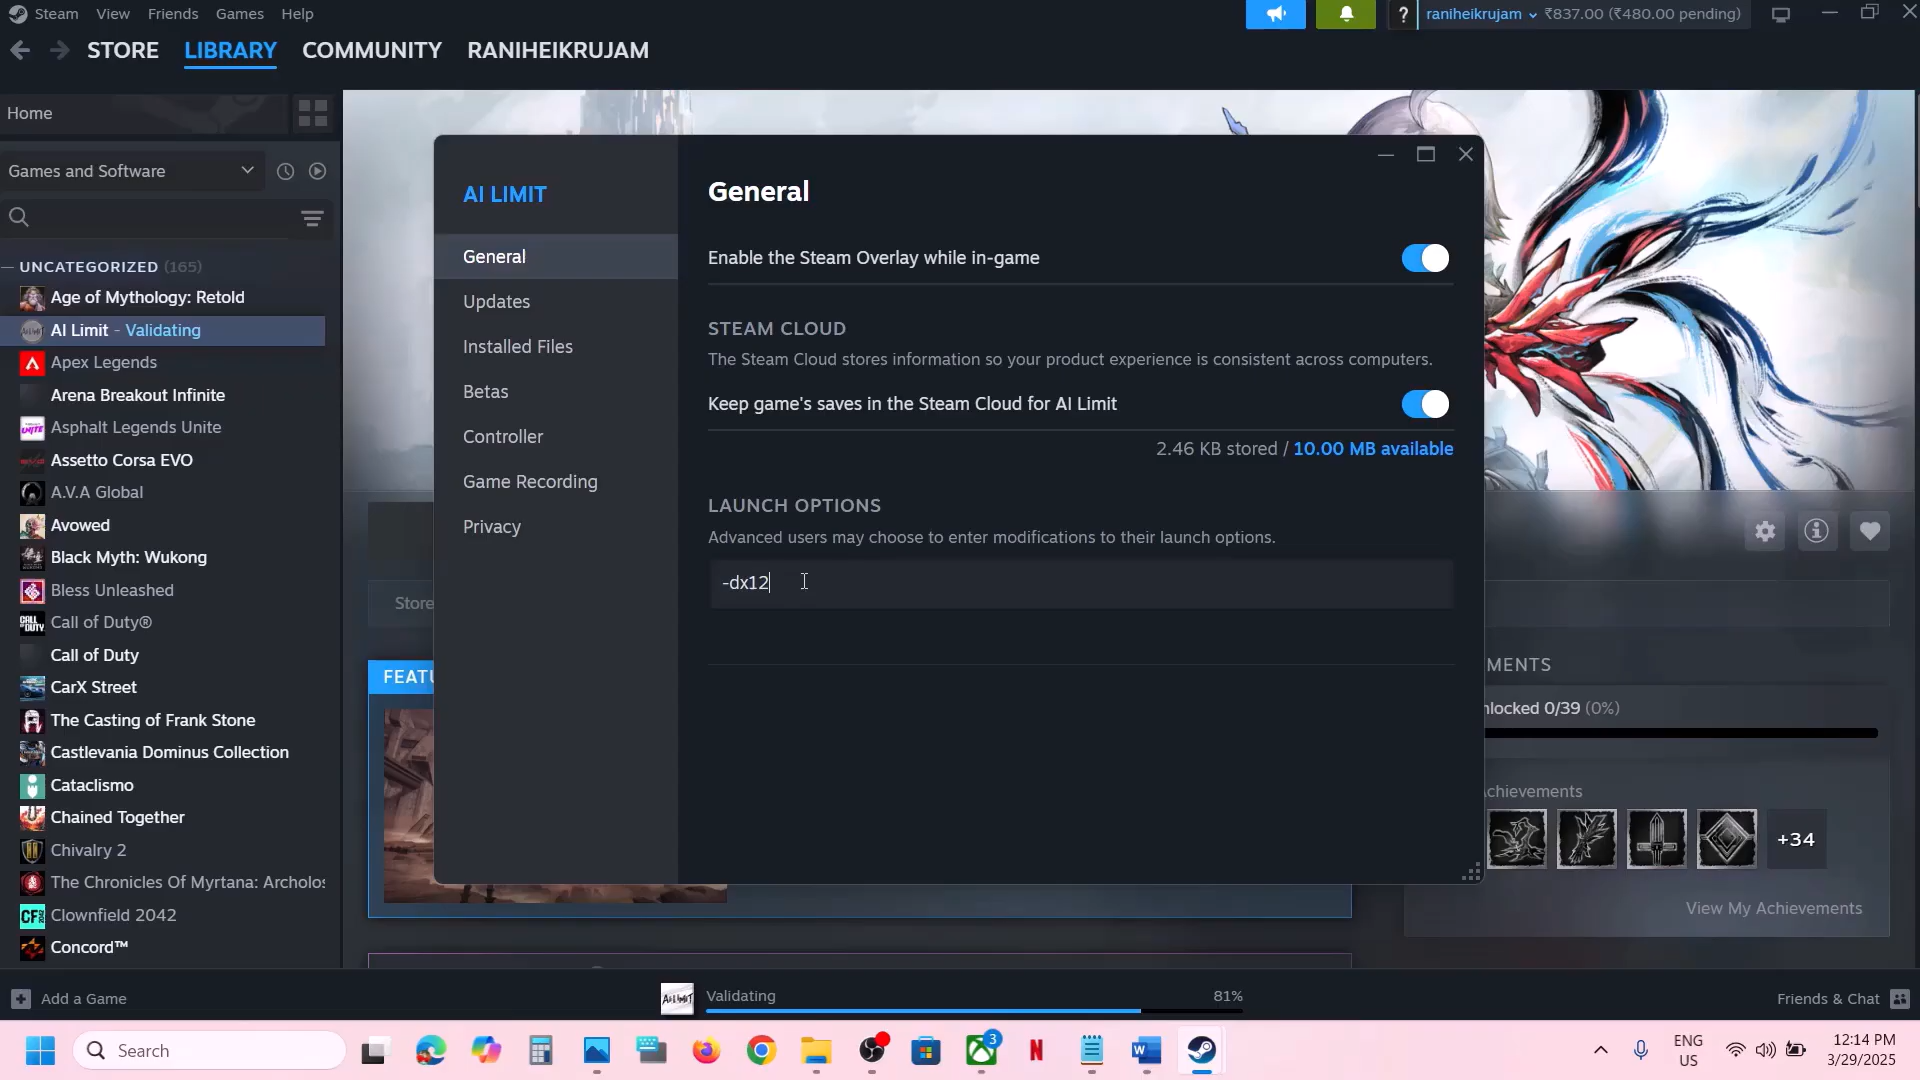 Steam View Friends Games Help
? raniheikrujam ₹837.00 (₹480.00 pending)
STORE LIBRARY COMMUNITY RANIHEIKRUJAM
Home
Games and Software
UNCATEGORIZED (165)
Age of Mythology: Retold
AI Limit - Validating
Apex Legends
Arena Breakout Infinite
Asphalt Legends Unite
Assetto Corsa EVO
A.V.A Global
Avowed
Black Myth: Wukong
Bless Unleashed
Call of Duty®
Call of Duty
CarX Street
The Casting of Frank Stone
Castlevania Dominus Collection
Cataclismo
Chained Together
Chivalry 2
The Chronicles Of Myrtana: Archolos
Clownfield 2042
Concord™
AI LIMIT
General
Updates
Installed Files
Betas
Controller
Game Recording
Privacy
General
Enable the Steam Overlay while in-game
STEAM CLOUD
The Steam Cloud stores information so your product experience is consistent across computers.
Keep game's saves in the Steam Cloud for AI Limit
2.46 KB stored / 10.00 MB available
LAUNCH OPTIONS
Advanced users may choose to enter modifications to their launch options.
-dx12
Store
FEATU
MENTS
nlocked 0/39 (0%)
chievements
+34
View My Achievements
Add a Game
Validating 81%
Friends & Chat
Search
3
ENG
US
12:14 PM
3/29/2025